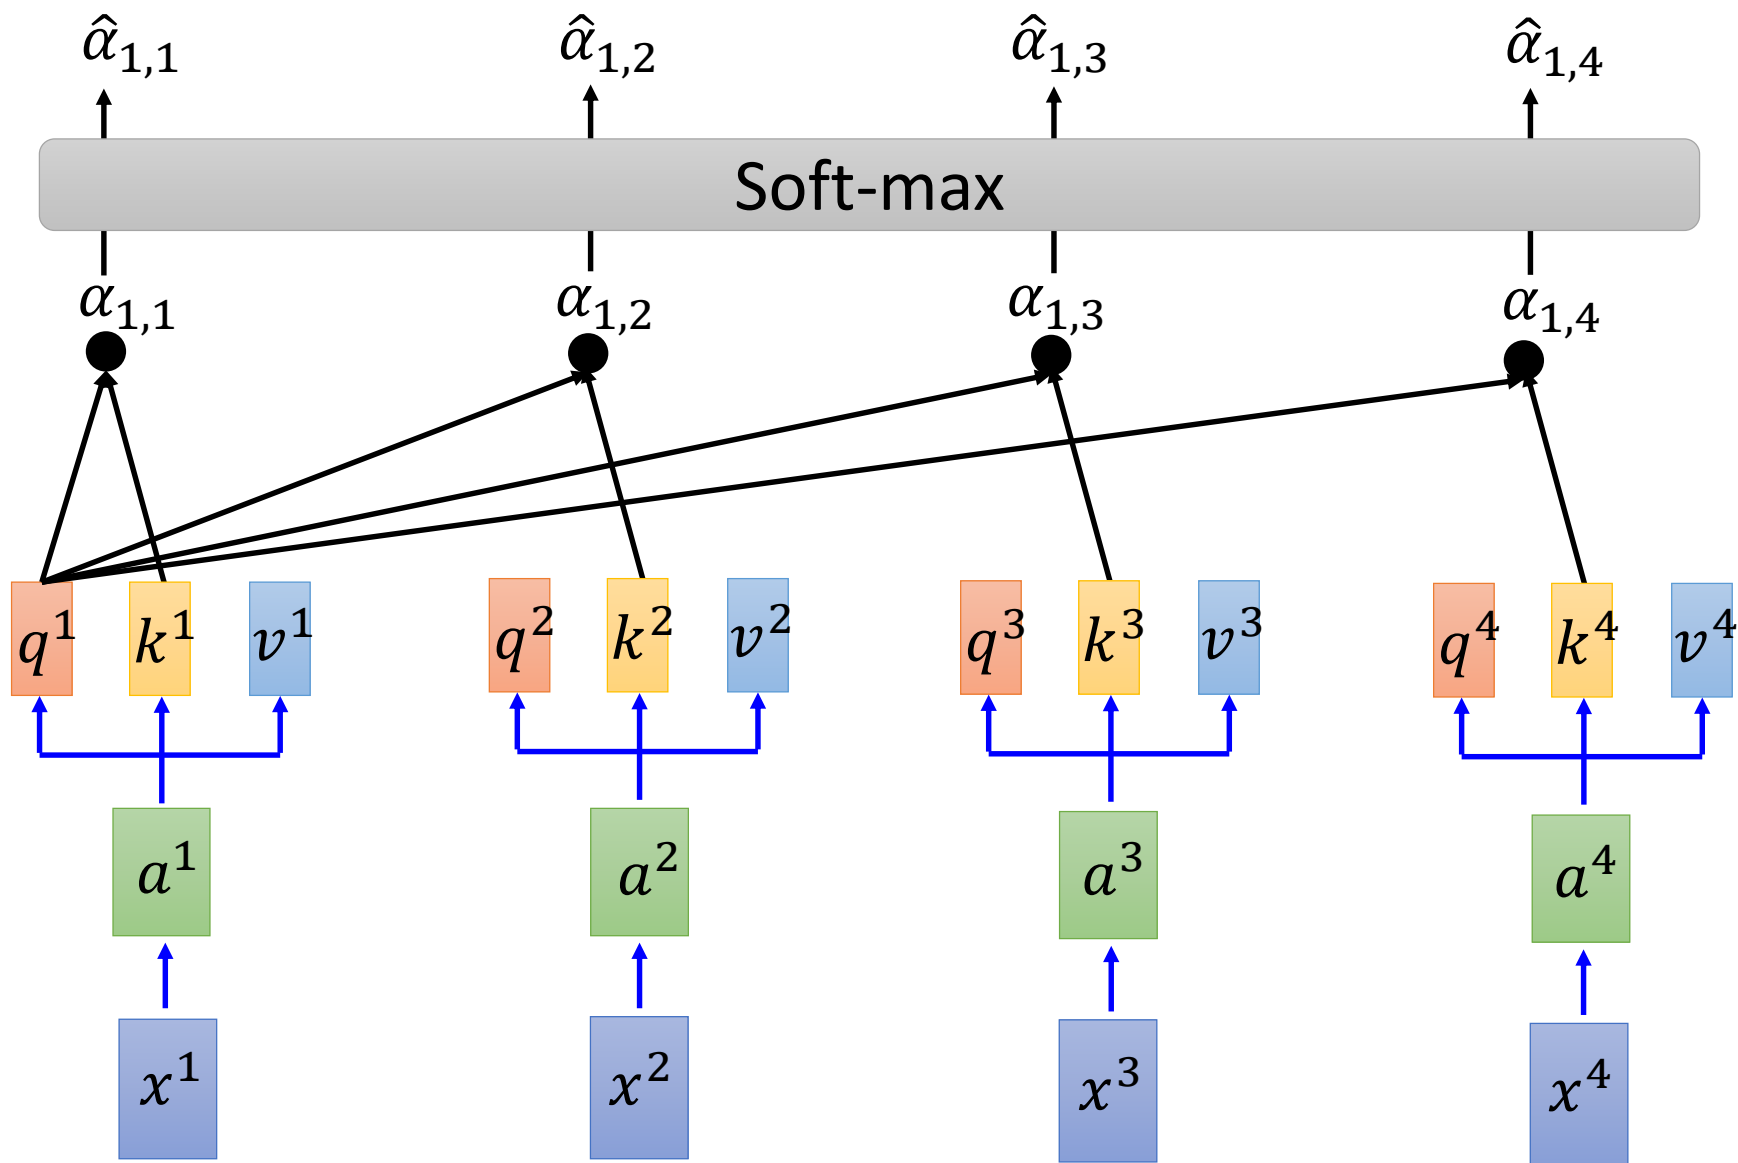 α̂₁,₁ α̂₁,₂ α̂₁,₃ α̂₁,₄
Soft-max
α₁,₁ α₁,₂ α₁,₃ α₁,₄
q¹ k¹ v¹ q² k² v² q³ k³ v³ q⁴ k⁴ v⁴
a¹ a² a³ a⁴
x¹ x² x³ x⁴